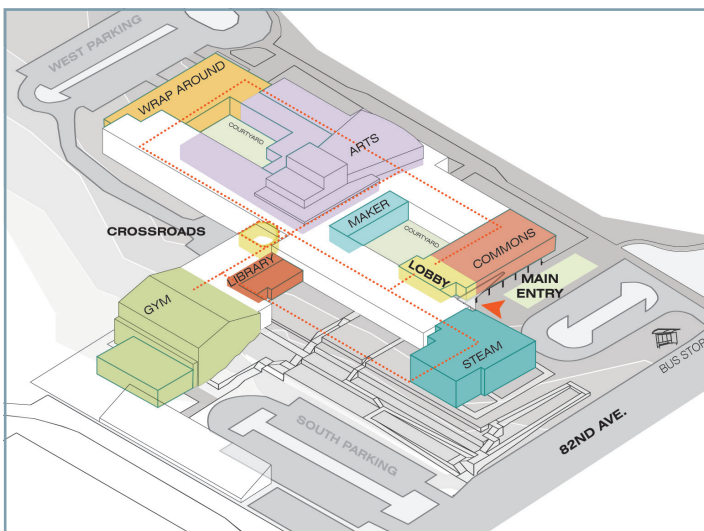 WEST PARKING
WRAP AROUND
COURTYARD
ARTS
MAKER
COURTYARD
CROSSROADS
LOBBY
COMMONS
LIBRARY
MAIN
ENTRY
GYM
STEAM
BUS STOP
82ND AVE.
SOUTH PARKING